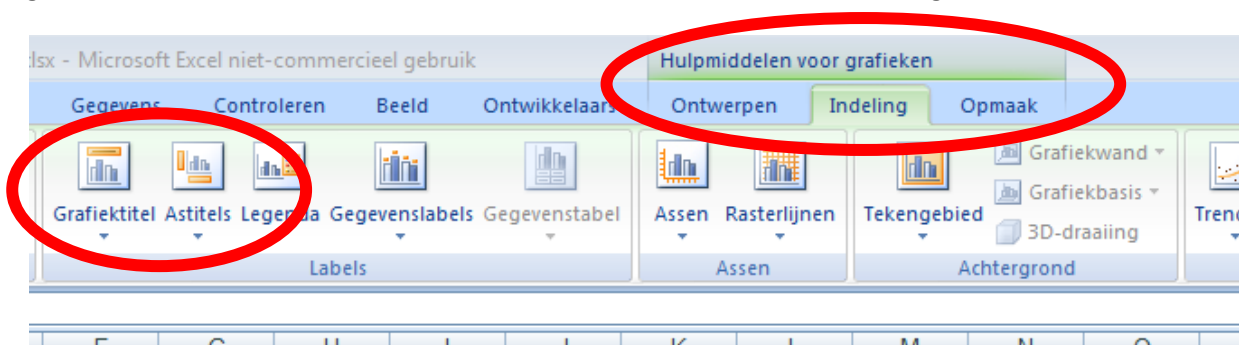 lsx - Microsoft Excel niet-commercieel gebruik Hulpmiddelen voor grafieken
Gegevens Controleren Beeld Ontwikkelaars Ontwerpen Indeling Opmaak
Grafiektitel Astitels Legenda Gegevenslabels Gegevenstabel Assen Rasterlijnen Tekengebied Grafiekwand
Grafiekbasis
3D-draaiing
Labels Assen Achtergrond